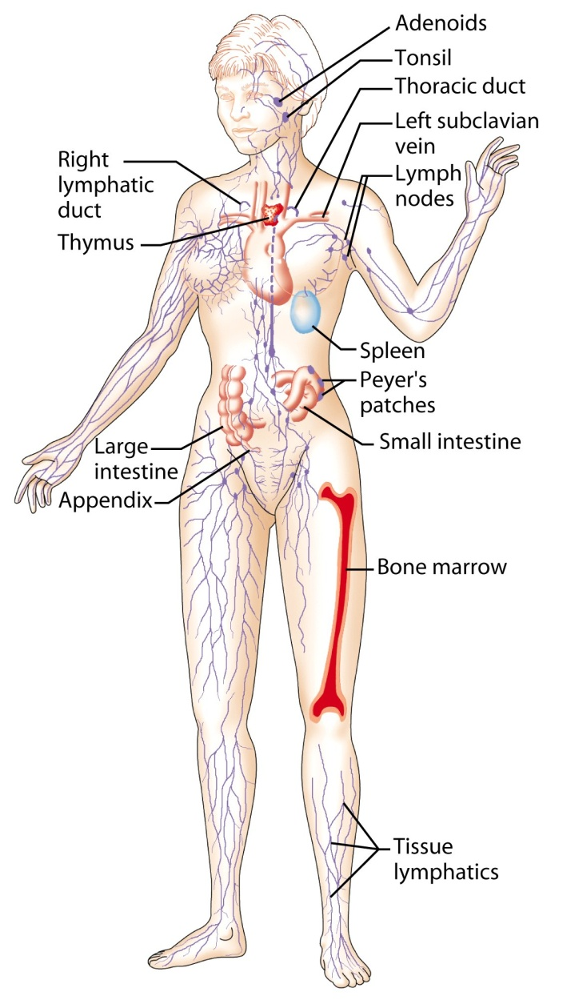 Adenoids
Tonsil
Thoracic duct
Left subclavian
vein
Lymph
nodes
Right
lymphatic
duct
Thymus
Spleen
Peyer's
patches
Small intestine
Large
intestine
Appendix
Bone marrow
Tissue
lymphatics